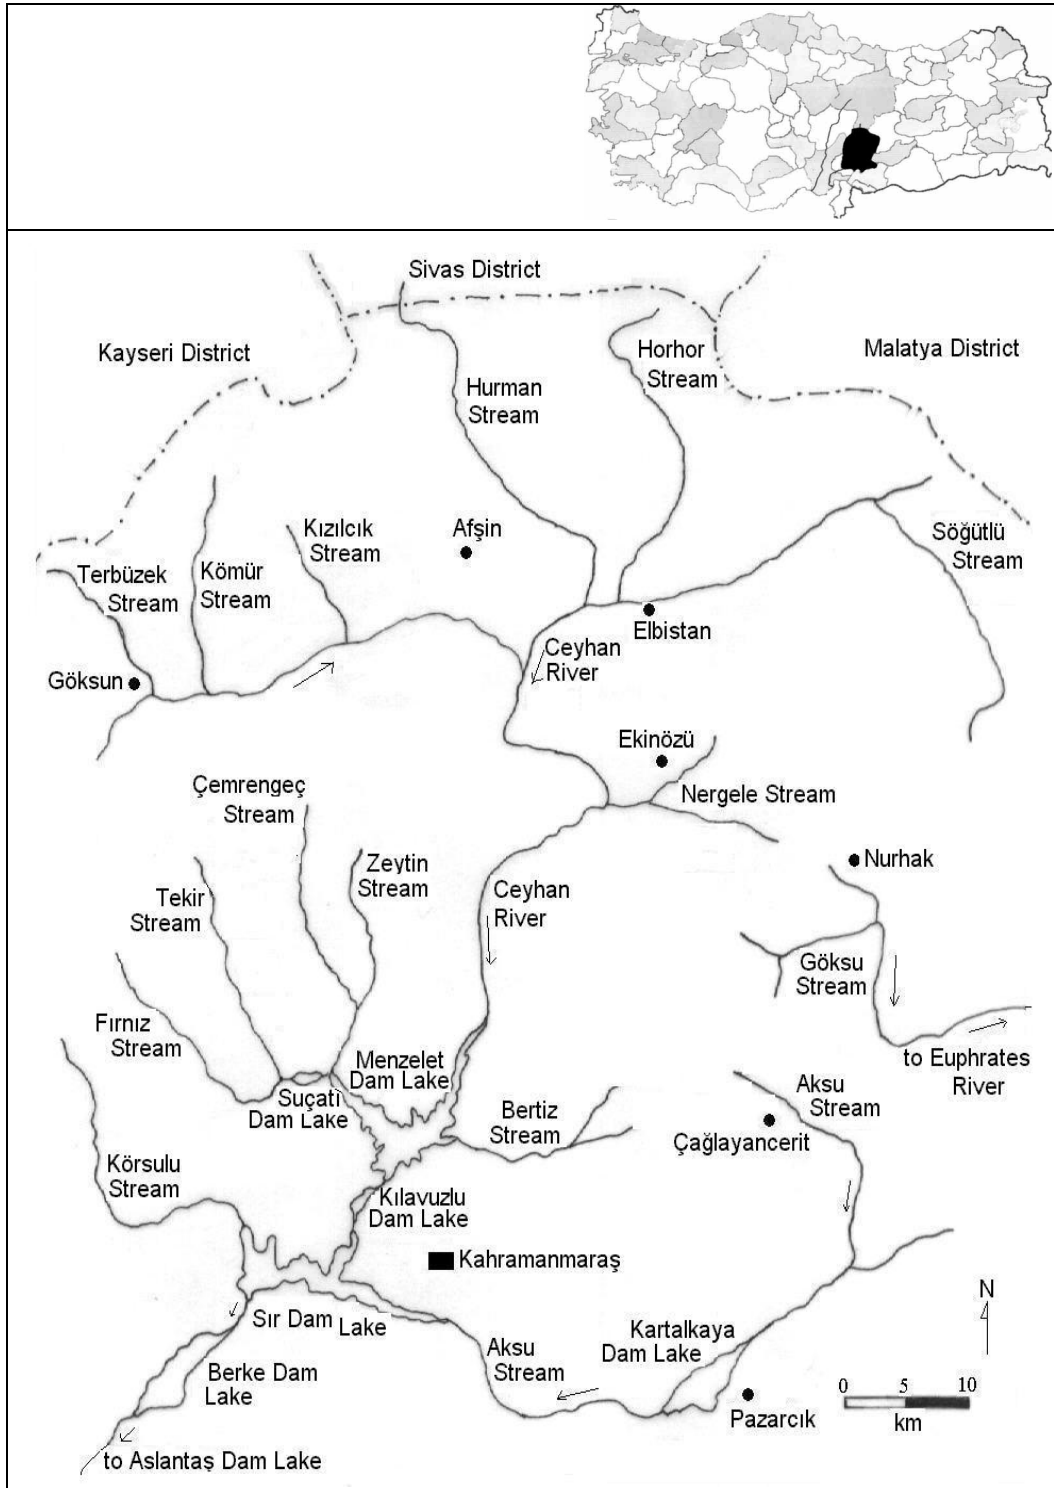 Sivas District
Kayseri District
Horhor
Stream
Malatya District
Hurman
Stream
Kızılcık
Stream
Afşin
Söğütlü
Stream
Terbüzek
Stream
Kömür
Stream
Elbistan
Ceyhan
River
Göksun
Ekinözü
Çemrengeç
Stream
Nergele Stream
Zeytin
Stream
Nurhak
Tekir
Stream
Ceyhan
River
Göksu
Stream
Fırnız
Stream
Menzelet
Dam Lake
to Euphrates
River
Aksu
Stream
Suçati
Dam Lake
Bertiz
Stream
Çağlayancerit
Körsulu
Stream
Kılavuzlu
Dam Lake
Kahramanmaraş
N
Sır Dam Lake
Kartalkaya
Dam Lake
Aksu
Stream
Berke Dam
Lake
0 5 10
km
Pazarcık
to Aslantaş Dam Lake